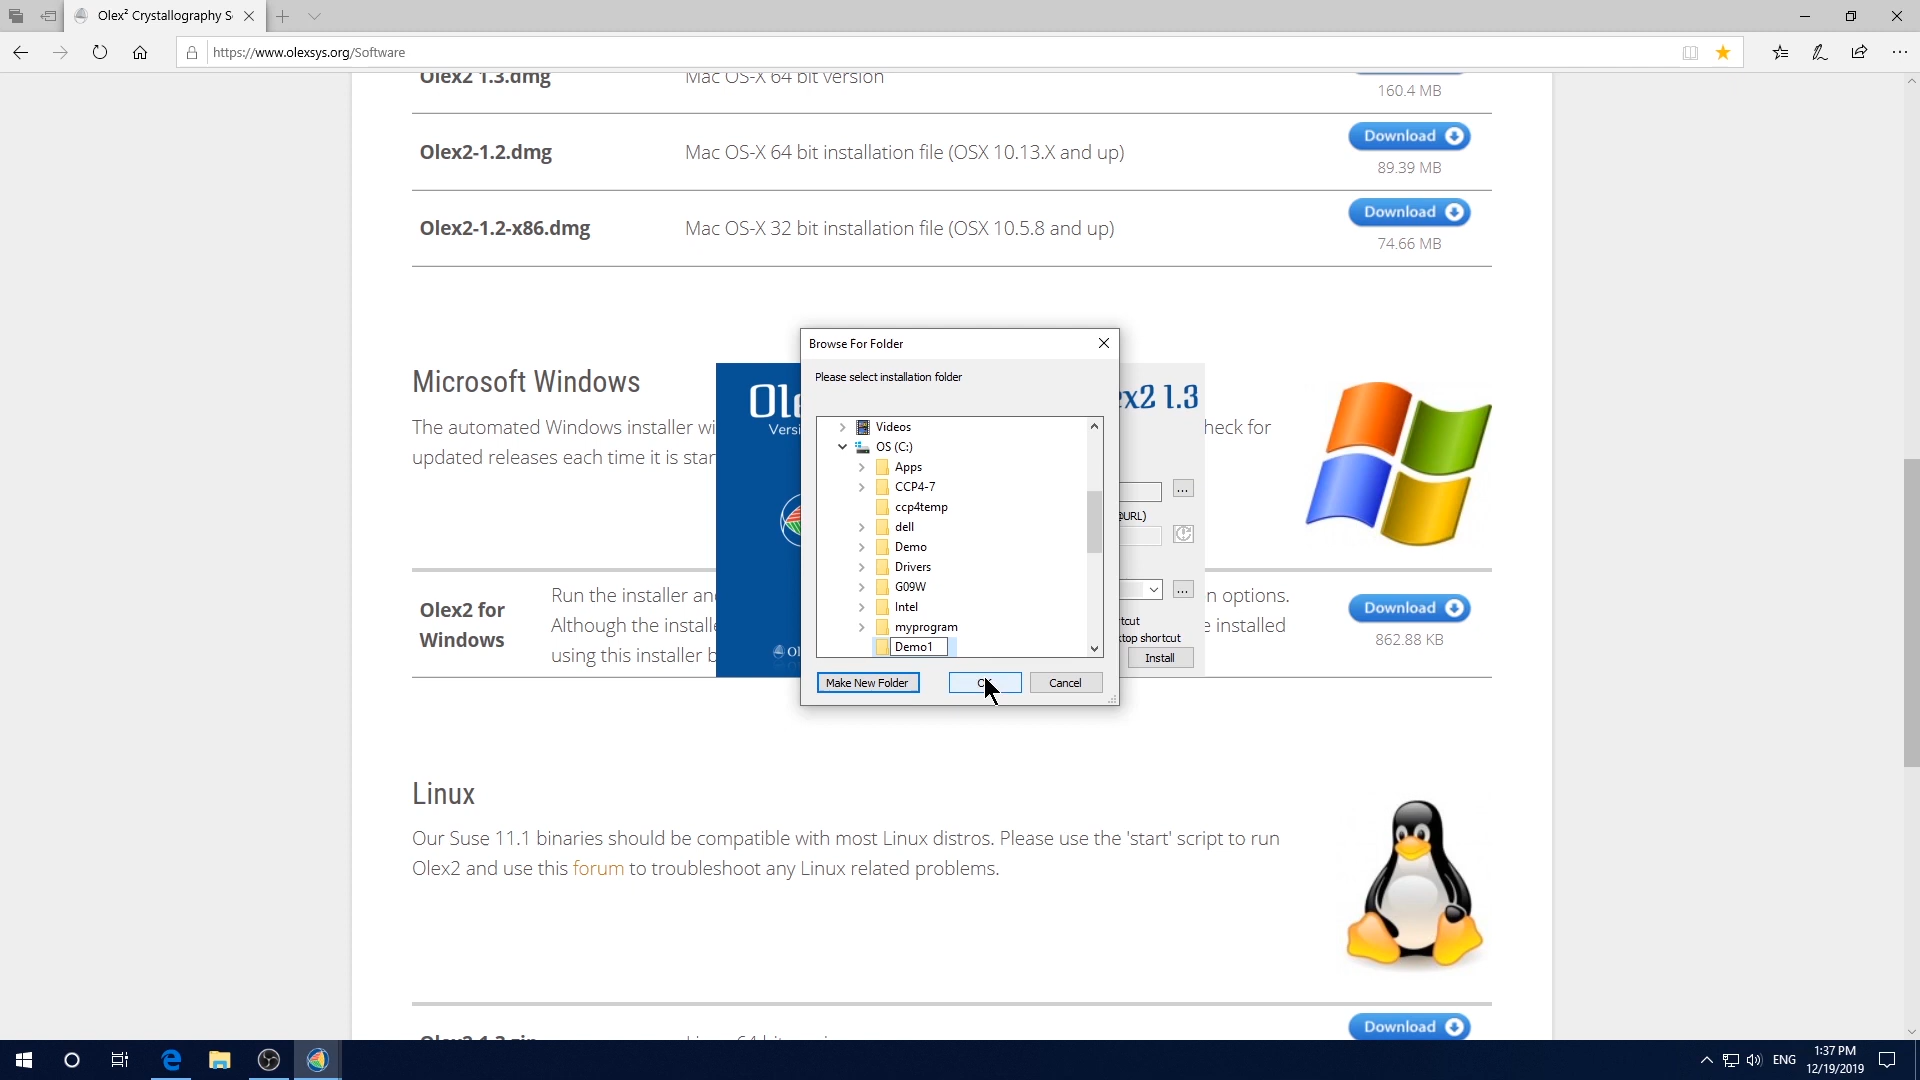 Olex² Crystallography S
https://www.olexsys.org/Software
Olex2 1.3.dmg
Mac OS-X 64 bit version
160.4 MB
Olex2-1.2.dmg
Mac OS-X 64 bit installation file (OSX 10.13.X and up)
Download
89.39 MB
Olex2-1.2-x86.dmg
Mac OS-X 32 bit installation file (OSX 10.5.8 and up)
Download
74.66 MB
Microsoft Windows
The automated Windows installer wi
heck for
updated releases each time it is star
Ole
Versi
ex2 1.3
Browse For Folder
Please select installation folder
Videos
OS (C:)
Apps
CCP4-7
ccp4temp
dell
Demo
Drivers
G09W
Intel
myprogram
Demo1
Make New Folder
Cancel
...
@URL)
...
rtcut
ktop shortcut
Install
Olex2 for
Windows
Run the installer an
n options.
Although the installe
e installed
using this installer b
Download
862.88 KB
Linux
Our Suse 11.1 binaries should be compatible with most Linux distros. Please use the 'start' script to run
Olex2 and use this forum to troubleshoot any Linux related problems.
Download
ENG
1:37 PM
12/19/2019